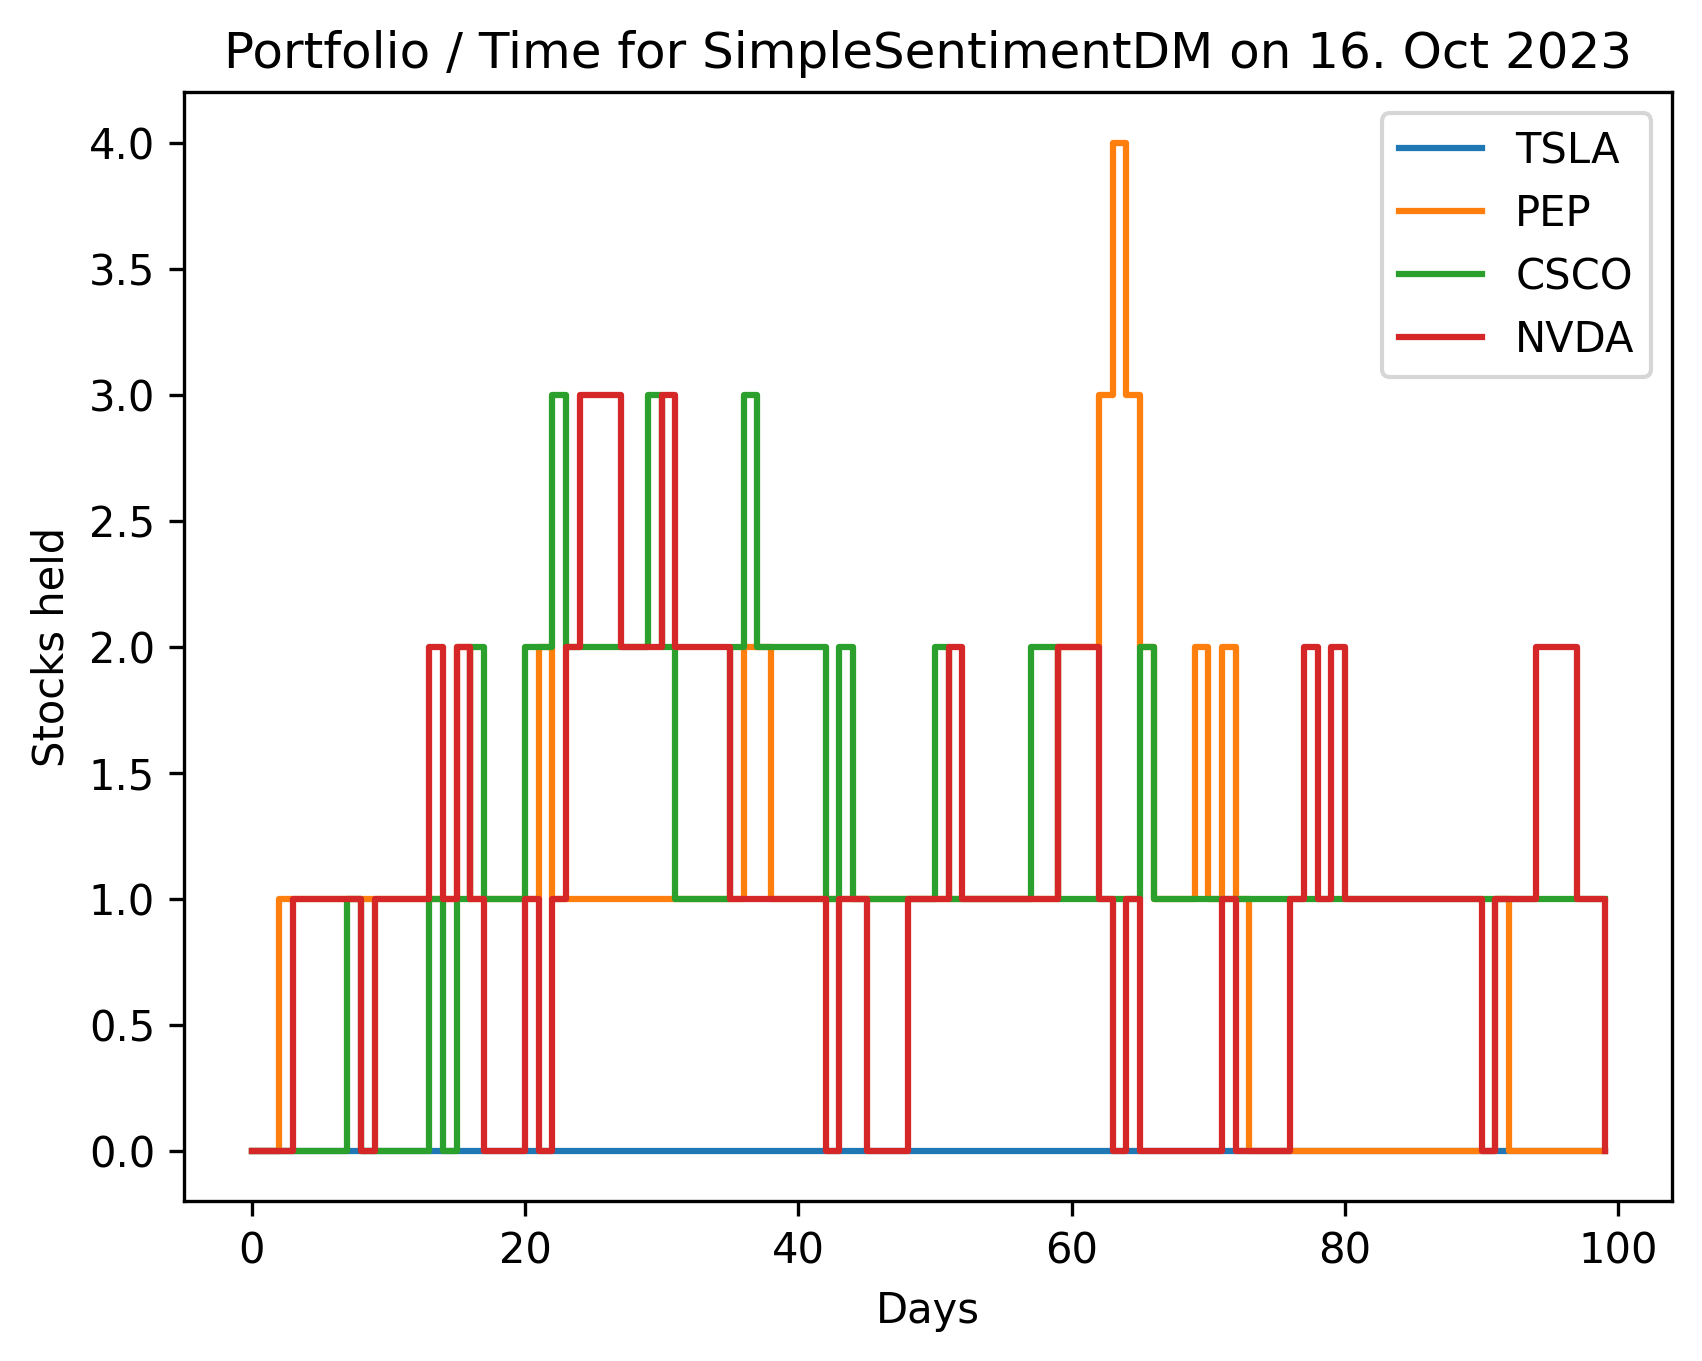 Portfolio / Time for SimpleSentimentDM on 16. Oct 2023
TSLA
PEP
CSCO
NVDA
Stocks held
4.0
3.5
3.0
2.5
2.0
1.5
1.0
0.5
0.0
0 20 40 60 80 100
Days